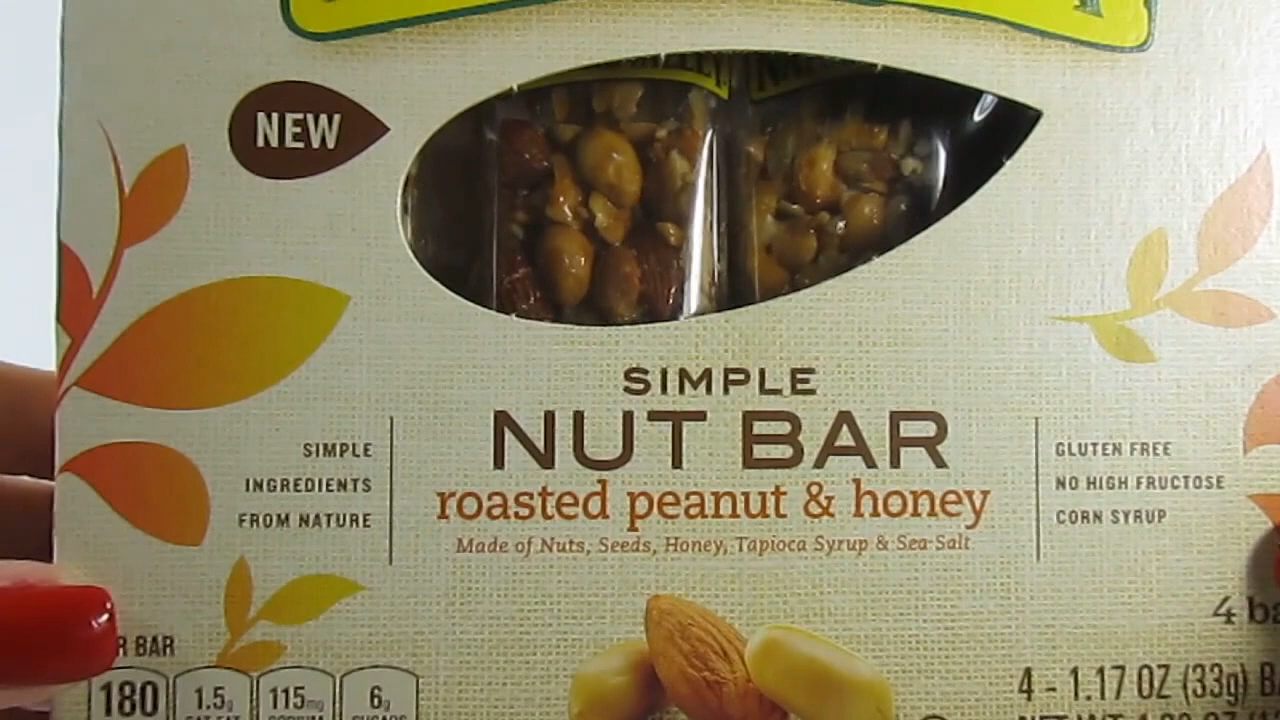 NEW
SIMPLE
NUT BAR
roasted peanut & honey
Made of Nuts, Seeds, Honey, Tapioca Syrup & Sea Salt
SIMPLE
INGREDIENTS
FROM NATURE
GLUTEN FREE
NO HIGH FRUCTOSE
CORN SYRUP
BAR
180
1.5g
115mg
6g
4
4 - 1.17 OZ (33g)